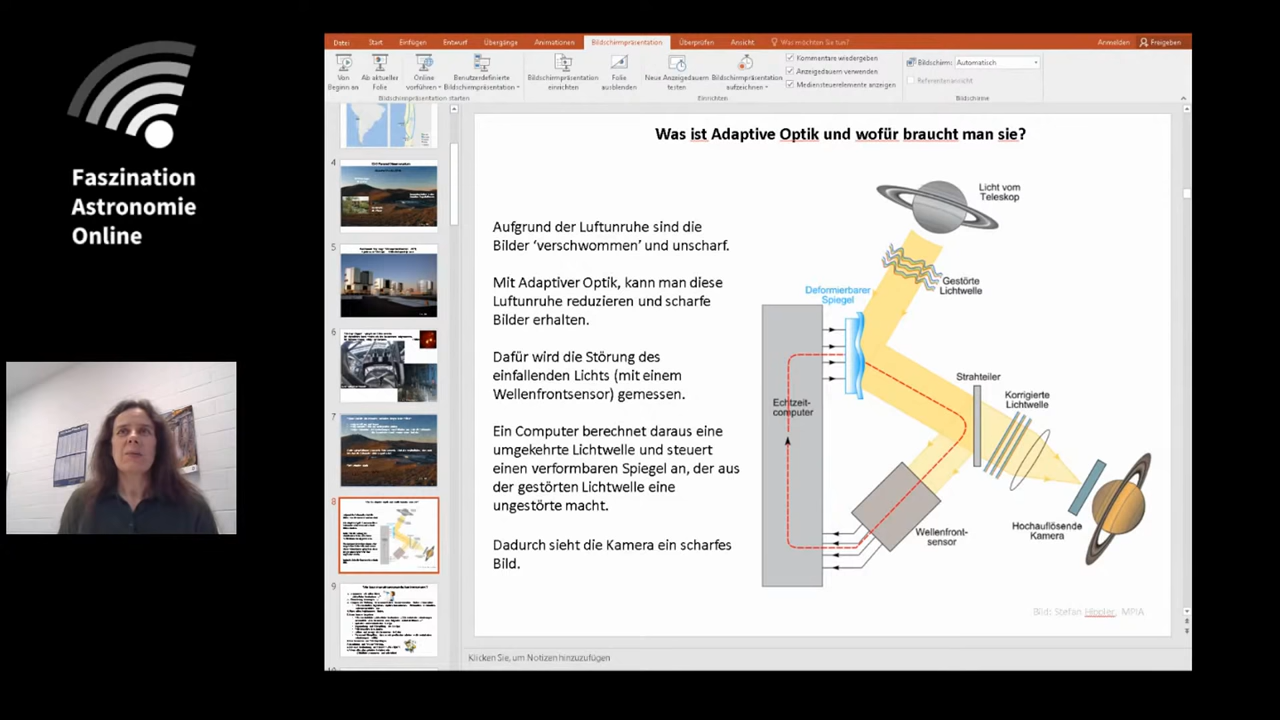 Faszination
Astronomie
Online
Datei Start Einfügen Entwurf Übergänge Animationen Bildschirmpräsentation Überprüfen Ansicht Was möchten Sie tun? Anmelden Freigeben
Von Beginn an
Ab aktueller Folie
Online vorführen
Benutzerdefinierte Bildschirmpräsentation
Bildschirmpräsentation einrichten
Folie ausblenden
Neue Anzeigedauern testen
Bildschirmpräsentation aufzeichnen
Kommentare wiedergeben
Anzeigedauern verwenden
Mediensteuerelemente anzeigen
Bildschirm: Automatisch
Referentenansicht
Bildschirmpräsentation starten
Einrichten
Bildschirme
4
5
6
7
8
9
Was ist Adaptive Optik und wofür braucht man sie?
Aufgrund der Luftunruhe sind die
Bilder ‘verschwommen’ und unscharf.
Mit Adaptiver Optik, kann man diese
Luftunruhe reduzieren und scharfe
Bilder erhalten.
Dafür wird die Störung des
einfallenden Lichts (mit einem
Wellenfrontsensor) gemessen.
Ein Computer berechnet daraus eine
umgekehrte Lichtwelle und steuert
einen verformbaren Spiegel an, der aus
der gestörten Lichtwelle eine
ungestörte macht.
Dadurch sieht die Kamera ein scharfes
Bild.
Licht vom
Teleskop
Gestörte
Lichtwelle
Deformierbarer
Spiegel
Strahteiler
Korrigierte
Lichtwelle
Echtzeit-
computer
Wellenfront-
sensor
Hochauflösende
Kamera
Bild: Stefan Hippler, MPIA
Klicken Sie, um Notizen hinzuzufügen